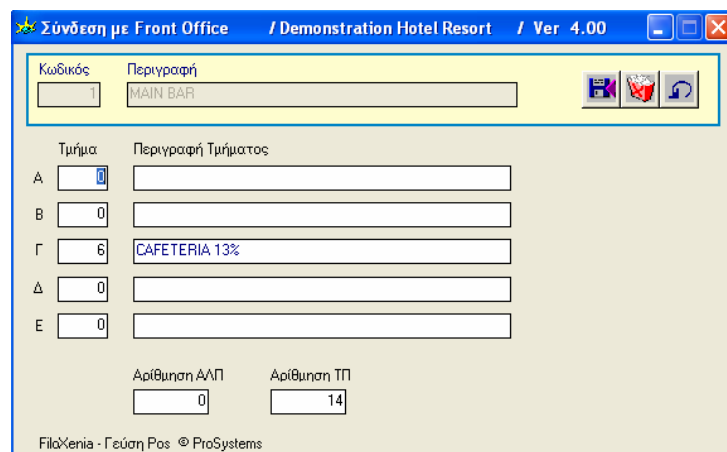 Σύνδεση με Front Office / Demonstration Hotel Resort / Ver 4.00
Κωδικός Περιγραφή
1 MAIN BAR
Τμήμα Περιγραφή Τμήματος
Α 0
Β 0
Γ 6 CAFETERIA 13%
Δ 0
Ε 0
Αρίθμηση ΑΛΠ Αρίθμηση ΤΠ
0 14
FiloXenia - Γεύση Pos © ProSystems